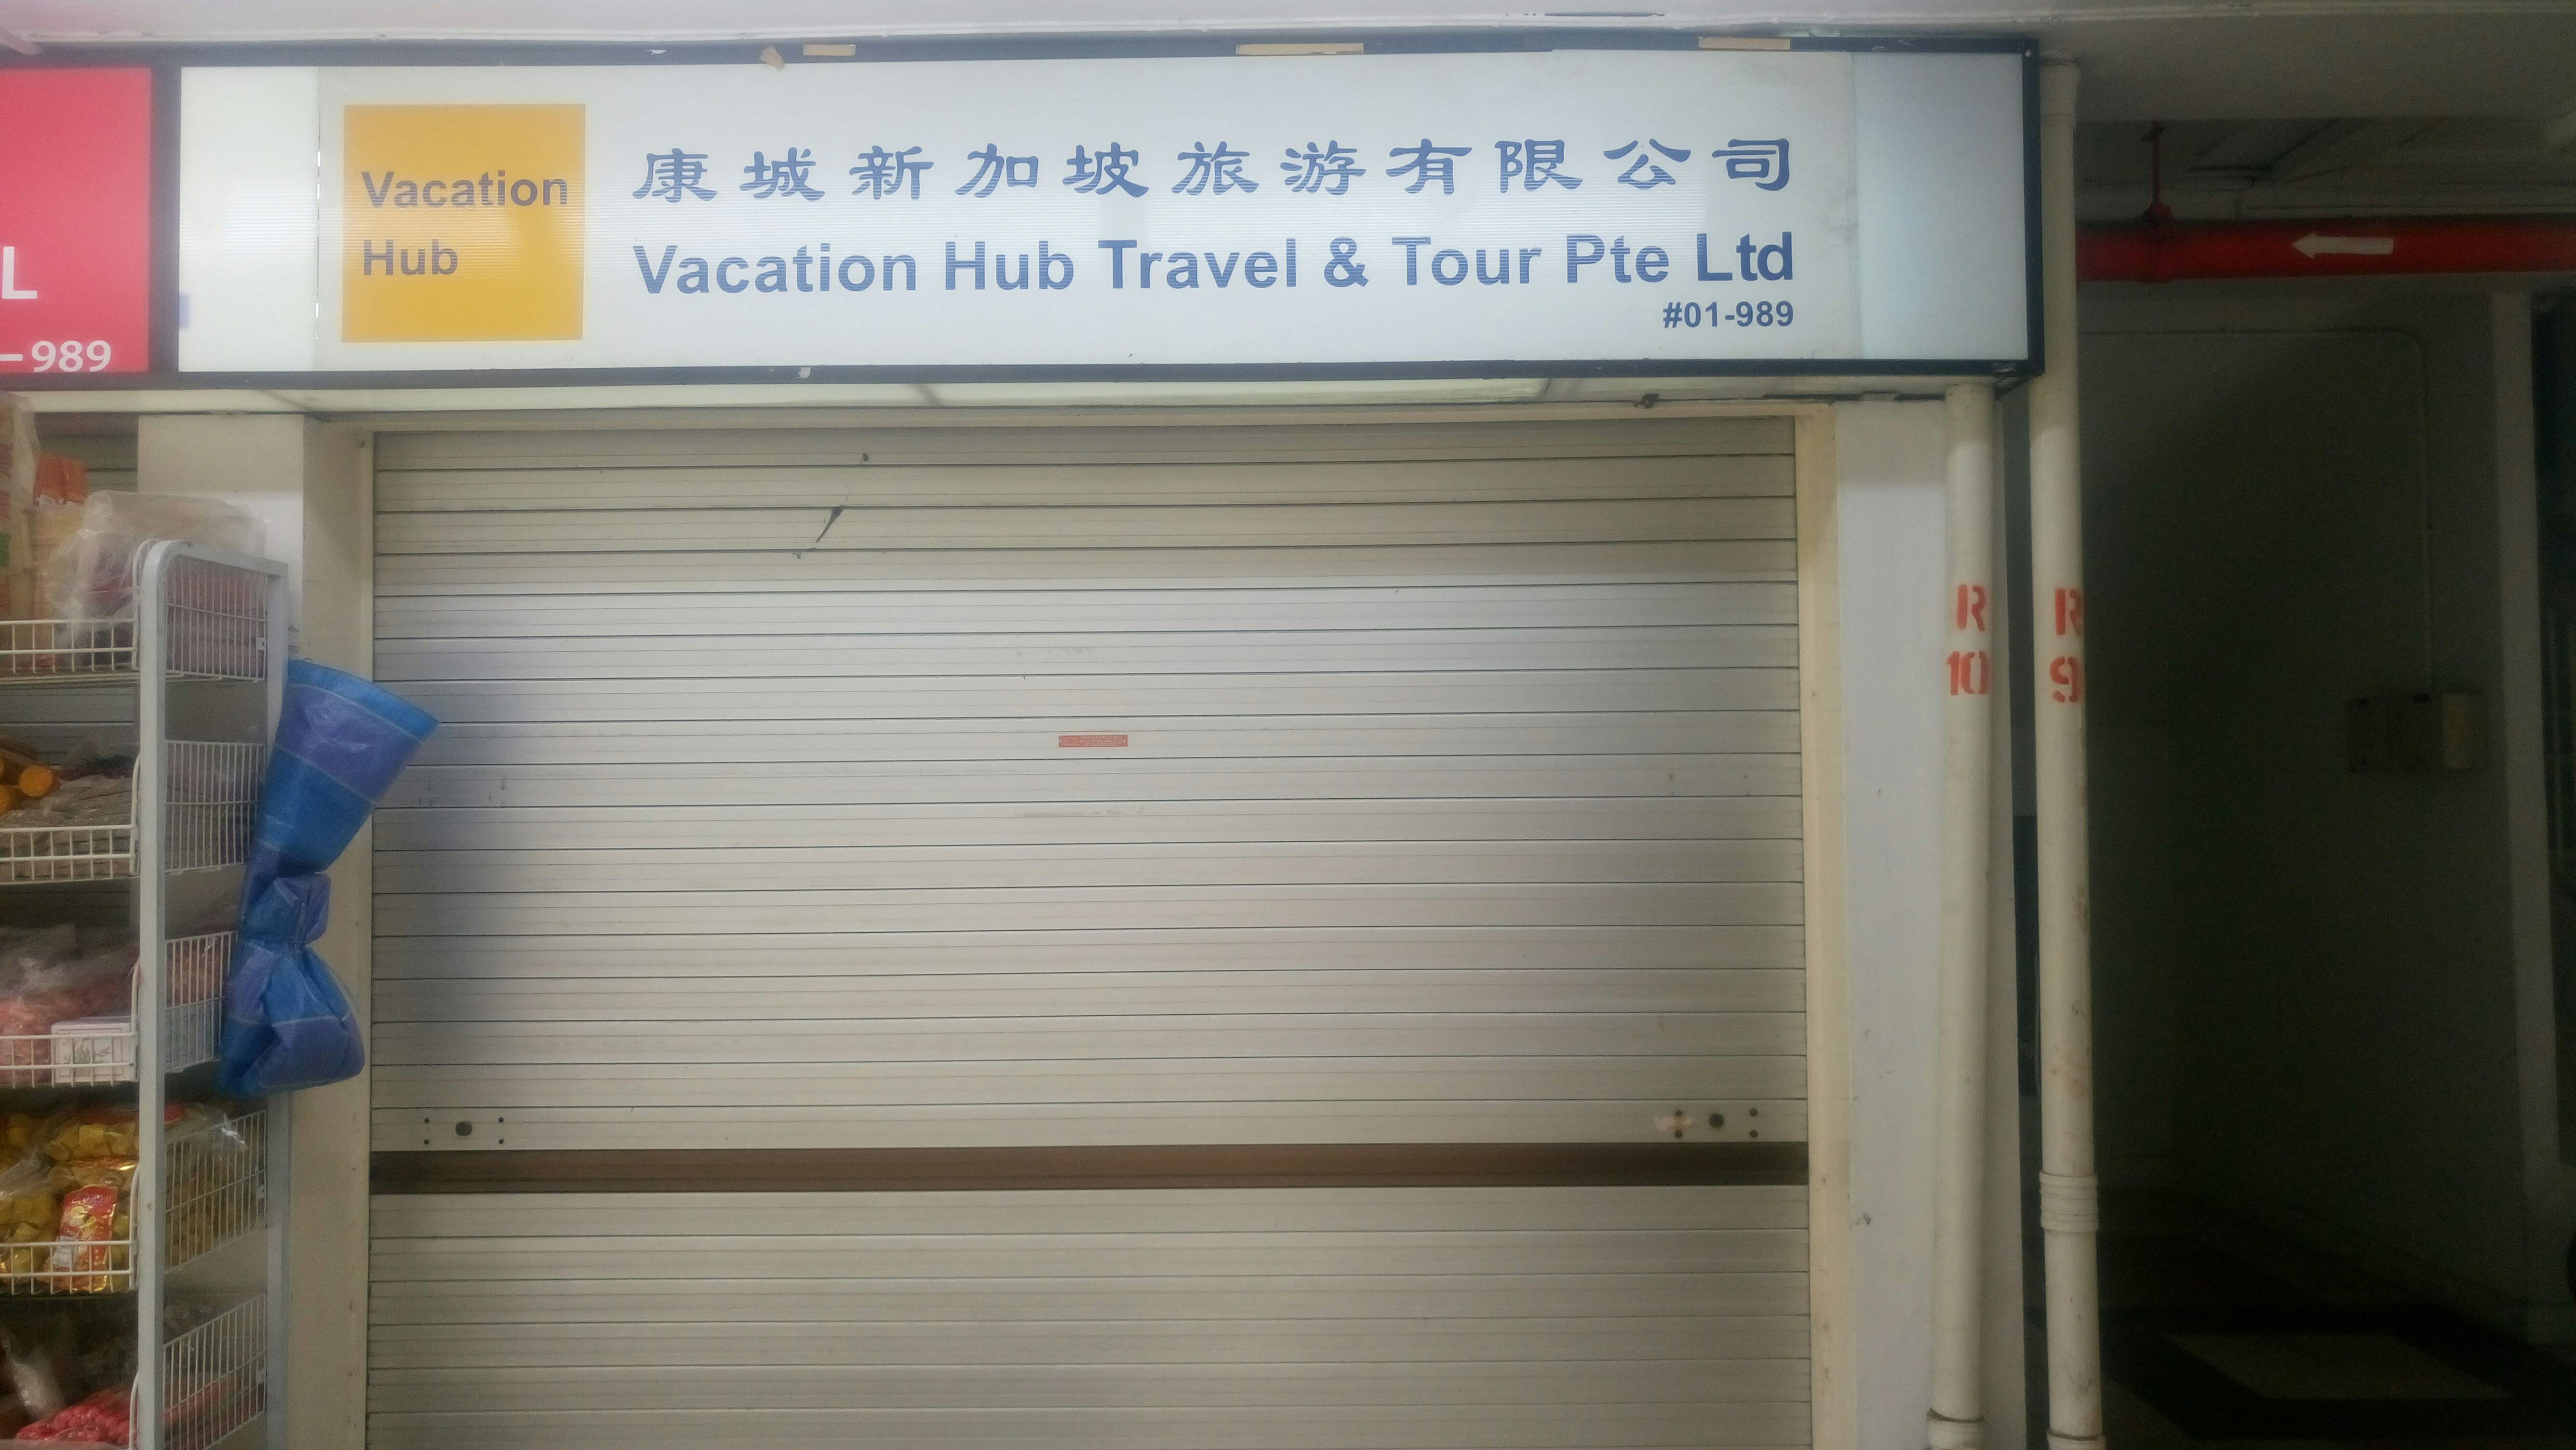 L
-989
Vacation
Hub
康城新加坡旅游有限公司
Vacation Hub Travel & Tour Pte Ltd
#01-989
R
10
R
9